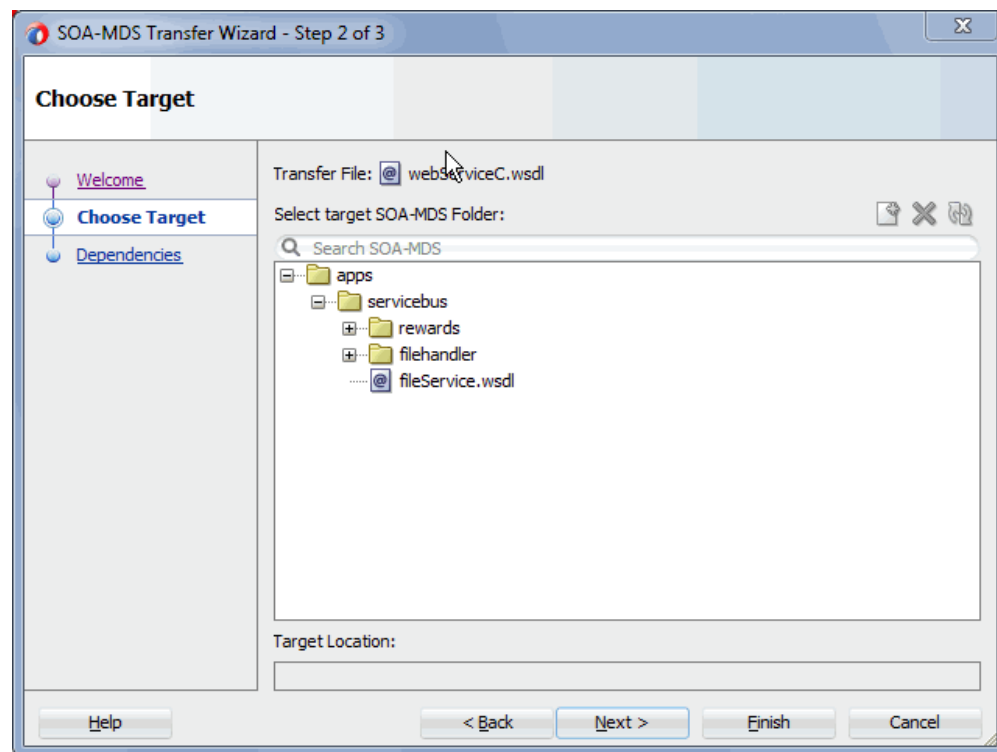 SOA-MDS Transfer Wizard - Step 2 of 3
Choose Target
Welcome
Choose Target
Dependencies
Transfer File: webServiceC.wsdl
Select target SOA-MDS Folder:
Search SOA-MDS
apps
servicebus
rewards
filehandler
fileService.wsdl
Target Location:
Help
< Back
Next >
Finish
Cancel